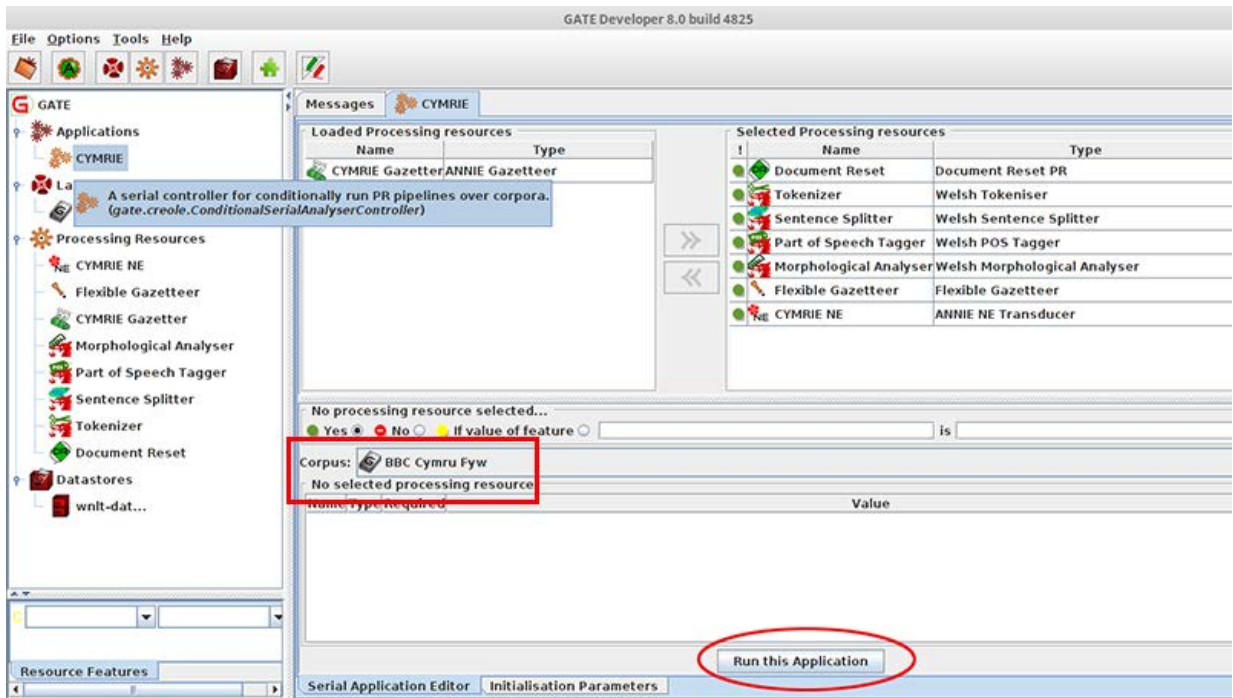 GATE Developer 8.0 build 4825
File Options Tools Help
GATE
Applications
CYMRIE
La
Processing Resources
CYMRIE NE
Flexible Gazetteer
CYMRIE Gazetter
Morphological Analyser
Part of Speech Tagger
Sentence Splitter
Tokenizer
Document Reset
Datastores
wnlt-dat...
A serial controller for conditionally run PR pipelines over corpora.
(gate.creole.ConditionalSerialAnalyserController)
Resource Features
Messages CYMRIE
Loaded Processing resources
Name Type
CYMRIE Gazetter ANNIE Gazetteer
Selected Processing resources
! Name Type
Document Reset Document Reset PR
Tokenizer Welsh Tokeniser
Sentence Splitter Welsh Sentence Splitter
Part of Speech Tagger Welsh POS Tagger
Morphological Analyser Welsh Morphological Analyser
Flexible Gazetteer Flexible Gazetteer
CYMRIE NE ANNIE NE Transducer
No processing resource selected...
Yes No If value of feature is
Corpus: BBC Cymru Fyw
No selected processing resource
Name Type Required Value
Run this Application
Serial Application Editor Initialisation Parameters